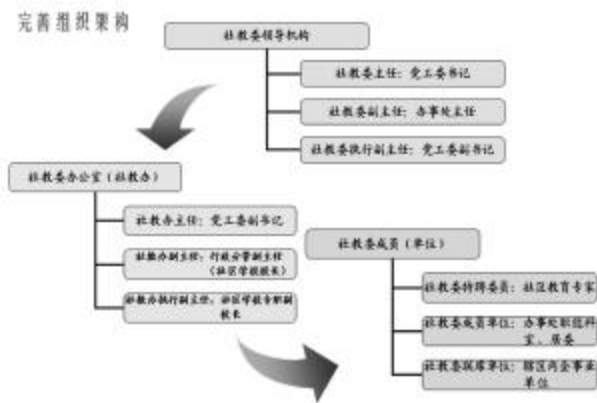 完善组织架构
社教委领导机构
社教委主任：党工委书记
社教委副主任：办事处主任
社教委执行副主任：党工委副书记
社教委办公室（社教办）
社教办主任：党工委副书记
社教办副主任：行政分管副主任
（社区学校校长）
社教办执行副主任：社区学校专职副
校长
社教委成员（单位）
社教委特聘委员：社区教育专家
社教委成员单位：办事处职能科
室、居委
社教委联席单位：辖区内企事业
单位